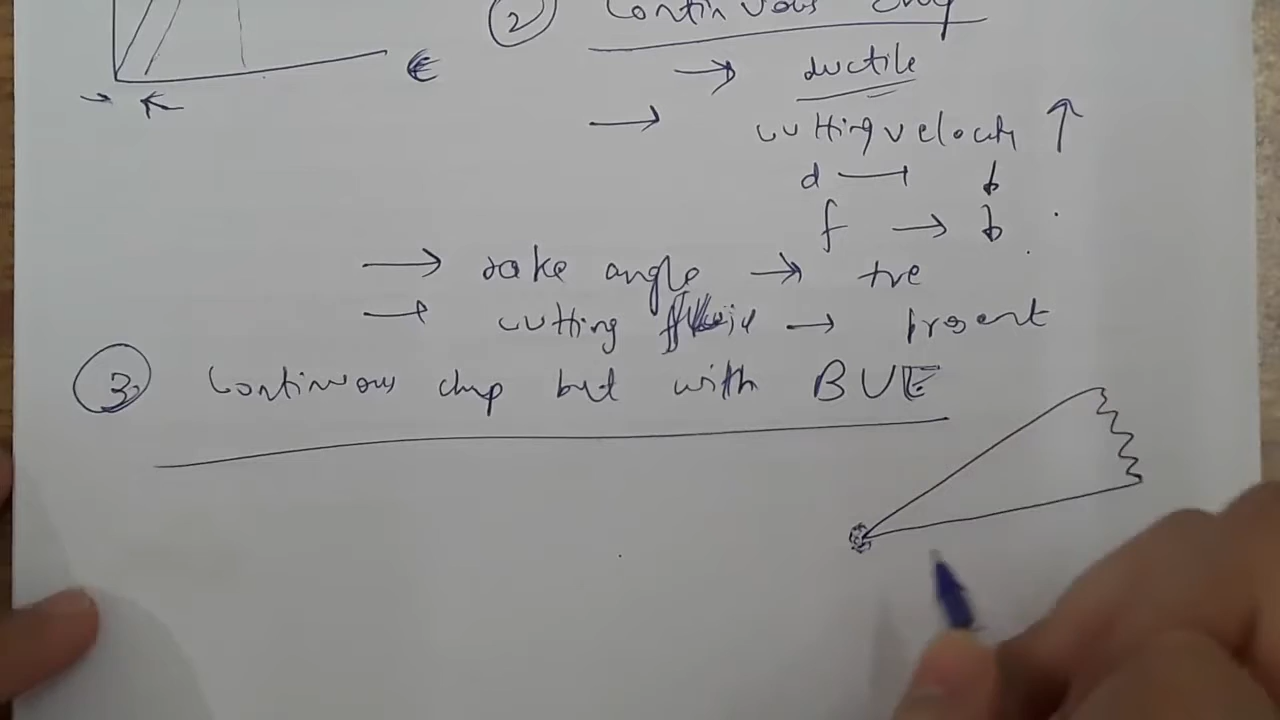 ② Continuous chip
ϵ
→ ductile
→ cutting velocity ↑
d → ↓
f → ↓
→ rake angle → +ve
→ cutting fluid → present
③ Continuous chip but with BUE